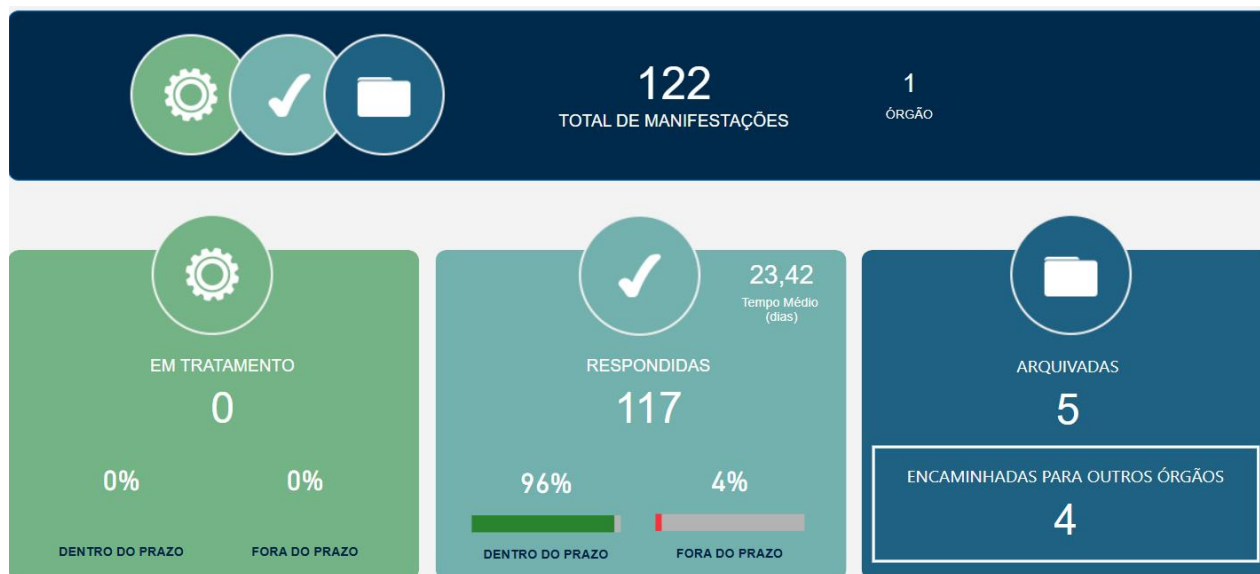 122
TOTAL DE MANIFESTAÇÕES
1
ÓRGÃO
EM TRATAMENTO
0
0%
0%
DENTRO DO PRAZO
FORA DO PRAZO
23,42
Tempo Médio
(dias)
RESPONDIDAS
117
96%
4%
DENTRO DO PRAZO
FORA DO PRAZO
ARQUIVADAS
5
ENCAMINHADAS PARA OUTROS ÓRGÃOS
4